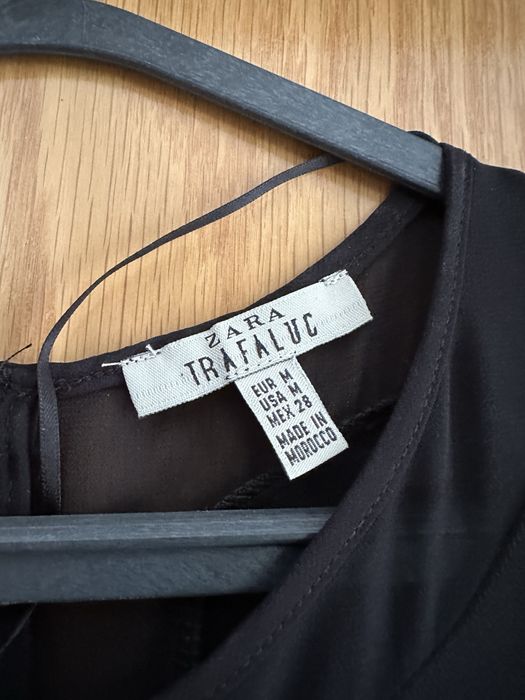 ZARA
TRAFALUC
EUR M
USA M
MEX 28
MADE IN
MOROCCO